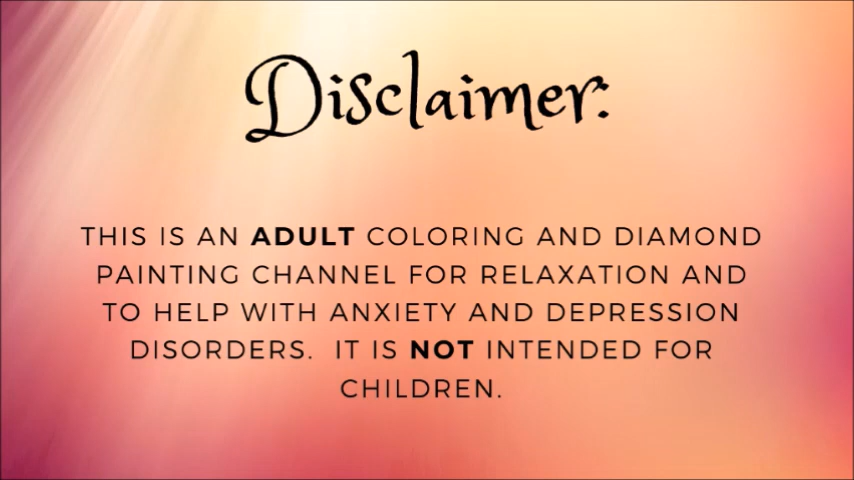 Disclaimer:
THIS IS AN ADULT COLORING AND DIAMOND
PAINTING CHANNEL FOR RELAXATION AND
TO HELP WITH ANXIETY AND DEPRESSION
DISORDERS.  IT IS NOT INTENDED FOR
CHILDREN.